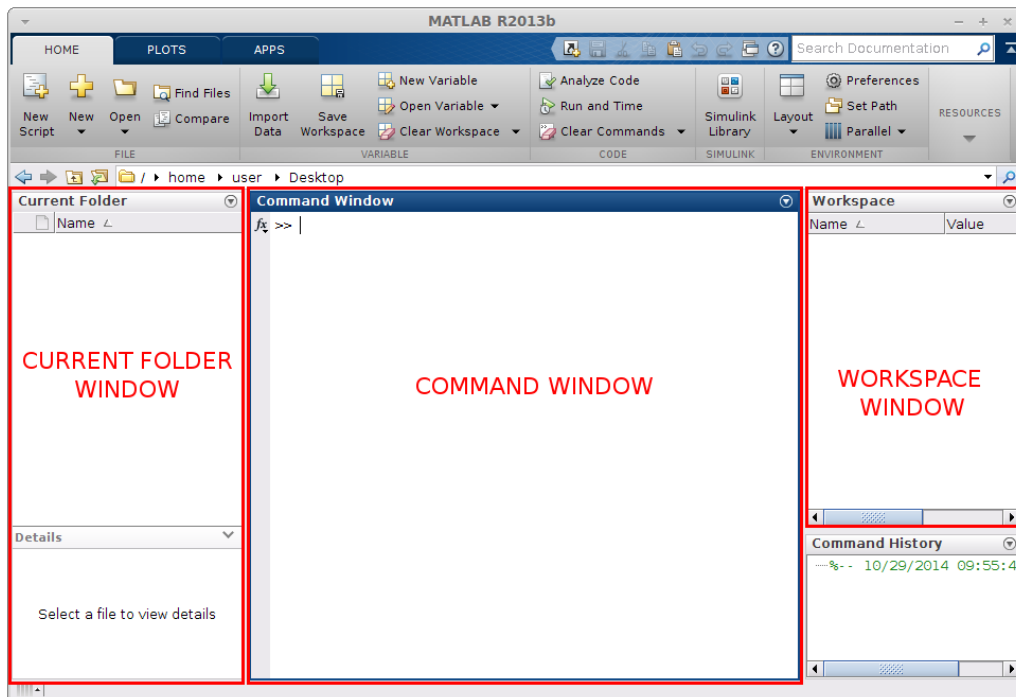 MATLAB R2013b
HOME PLOTS APPS
Search Documentation
New Script
New
Open
Find Files
Compare
FILE
Import Data
Save Workspace
New Variable
Open Variable
Clear Workspace
VARIABLE
Analyze Code
Run and Time
Clear Commands
CODE
Simulink Library
SIMULINK
Layout
Preferences
Set Path
Parallel
ENVIRONMENT
RESOURCES
/ home user Desktop
Current Folder
Name
CURRENT FOLDER
WINDOW
Details
Select a file to view details
Command Window
fx >>
COMMAND WINDOW
Workspace
Name Value
WORKSPACE
WINDOW
Command History
%-- 10/29/2014 09:55:4